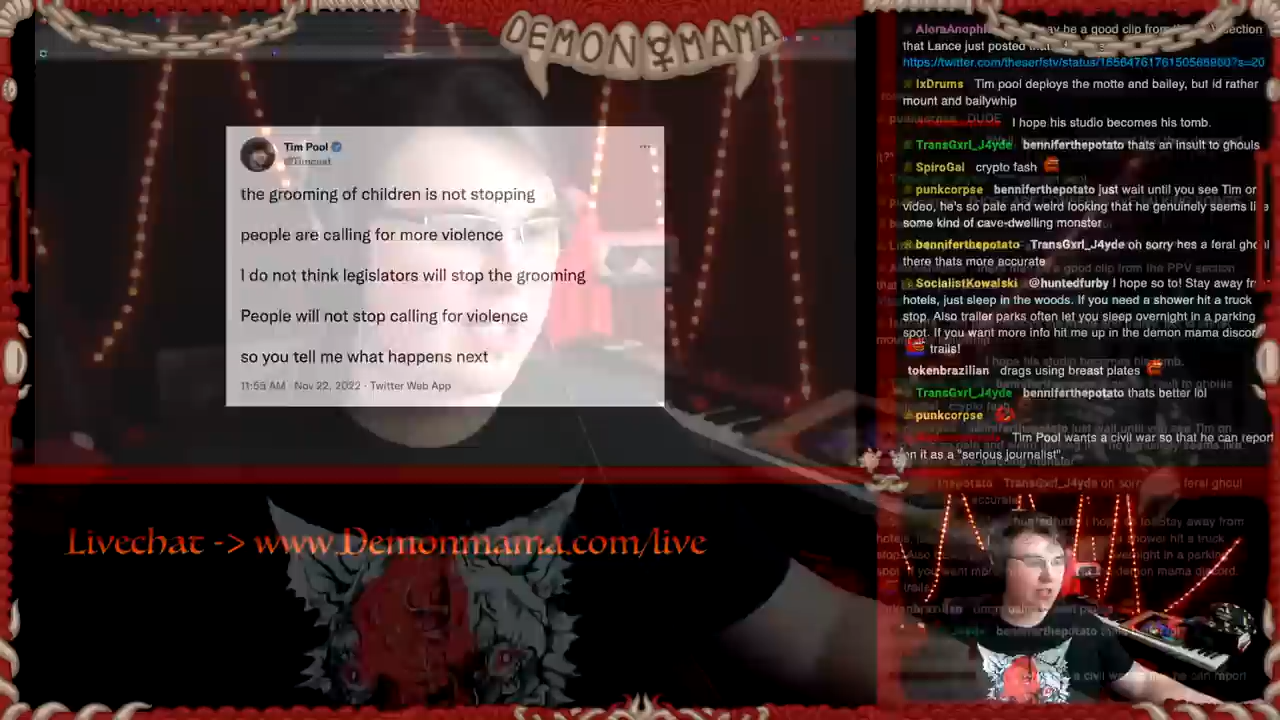 DEMON MAMA
Tim Pool
@Timcast
the grooming of children is not stopping
people are calling for more violence
I do not think legislators will stop the grooming
People will not stop calling for violence
so you tell me what happens next
11:55 AM · Nov 22, 2022 · Twitter Web App
Livechat -> www.Demonmama.com/live
be a good clip from the section
that Lance just posted
IxDrums Tim pool deploys the motte and bailey, but id rather
mount and baileywhip
I hope his studio becomes his tomb.
TransGxrl_J4yde benniferthepotato thats an insult to ghouls
SpiroGal crypto fash
punkcorpse benniferthepotato just wait until you see Tim on
video, he's so pale and weird looking that he genuinely seems like
some kind of cave-dwelling monster
benniferthepotato TransGxrl_J4yde oh sorry hes a feral ghoul
there thats more accurate
SocialistKowalski @huntedfurby I hope so to! Stay away from
hotels, just sleep in the woods. If you need a shower hit a truck
stop. Also trailer parks often let you sleep overnight in a parking
spot. If you want more info hit me up in the demon mama discord
trails!
tokenbrazilian drags using breast plates
TransGxrl_J4yde benniferthepotato thats better lol
punkcorpse
Tim Pool wants a civil war so that he can report
on it as a "serious journalist".